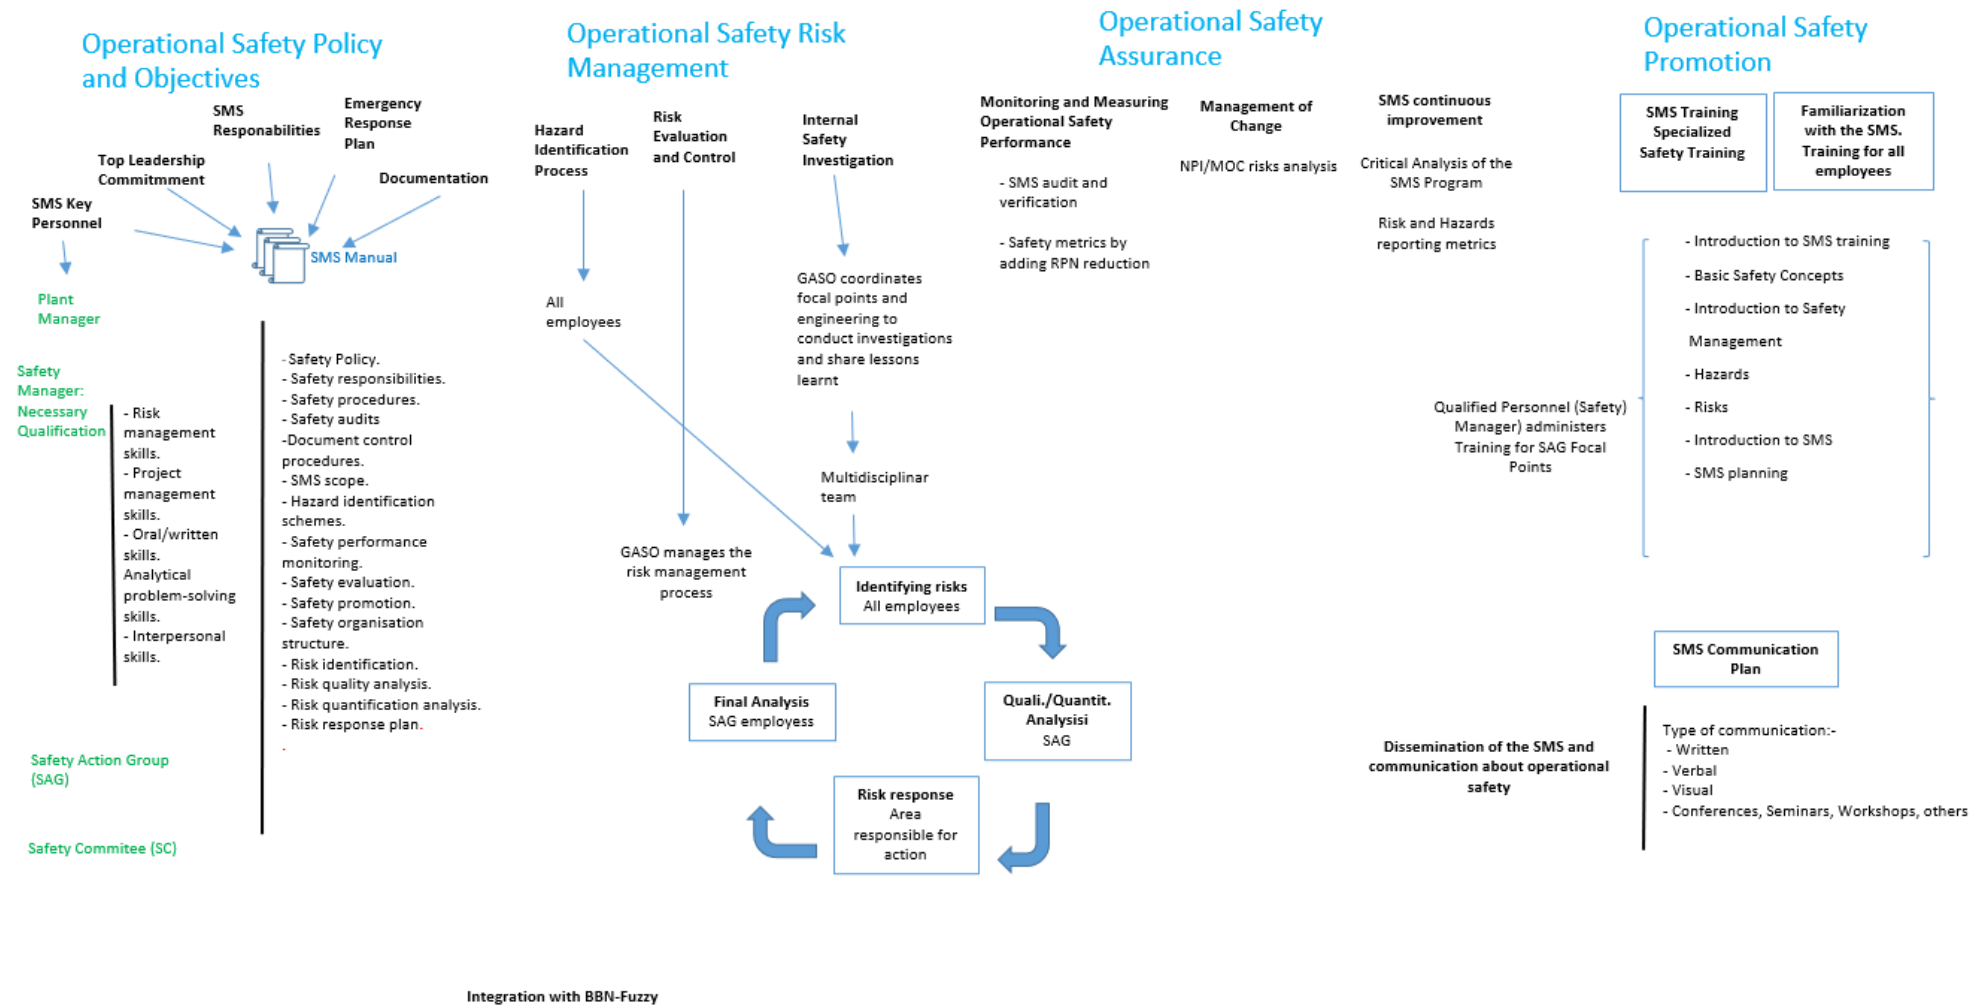 Operational Safety Policy
and Objectives
SMS
Responabilities
Emergency
Response
Plan
Top Leadership
Commitmment
Documentation
SMS Key
Personnel
SMS Manual
Plant
Manager
Safety
Manager:
Necessary
Qualification
- Risk
management
skills.
- Project
management
skills.
- Oral/written
skills.
Analytical
problem-solving
skills.
- Interpersonal
skills.
Safety Action Group
(SAG)
Safety Commitee (SC)
- Safety Policy.
- Safety responsibilities.
- Safety procedures.
- Safety audits
-Document control
procedures.
- SMS scope.
- Hazard identification
schemes.
- Safety performance
monitoring.
- Safety evaluation.
- Safety promotion.
- Safety organisation
structure.
- Risk identification.
- Risk quality analysis.
- Risk quantification analysis.
- Risk response plan.
.
Operational Safety Risk
Management
Hazard
Identification
Process
Risk
Evaluation
and Control
Internal
Safety
Investigation
All
employees
GASO coordinates
focal points and
engineering to
conduct investigations
and share lessons
learnt
Multidisciplinar
team
GASO manages the
risk management
process
Identifying risks
All employees
Quali./Quantit.
Analysisi
SAG
Risk response
Area
responsible for
action
Final Analysis
SAG employess
Operational Safety
Assurance
Monitoring and Measuring
Operational Safety
Performance
- SMS audit and
verification
- Safety metrics by
adding RPN reduction
Management of
Change
NPI/MOC risks analysis
SMS continuous
improvement
Critical Analysis of the
SMS Program
Risk and Hazards
reporting metrics
Operational Safety
Promotion
SMS Training
Specialized
Safety Training
Familiarization
with the SMS.
Training for all
employees
- Introduction to SMS training
- Basic Safety Concepts
- Introduction to Safety
Management
- Hazards
- Risks
- Introduction to SMS
- SMS planning
Qualified Personnel (Safety)
Manager) administers
Training for SAG Focal
Points
SMS Communication
Plan
Dissemination of the SMS and
communication about operational
safety
Type of communication:-
- Written
- Verbal
- Visual
- Conferences, Seminars, Workshops, others
Integration with BBN-Fuzzy